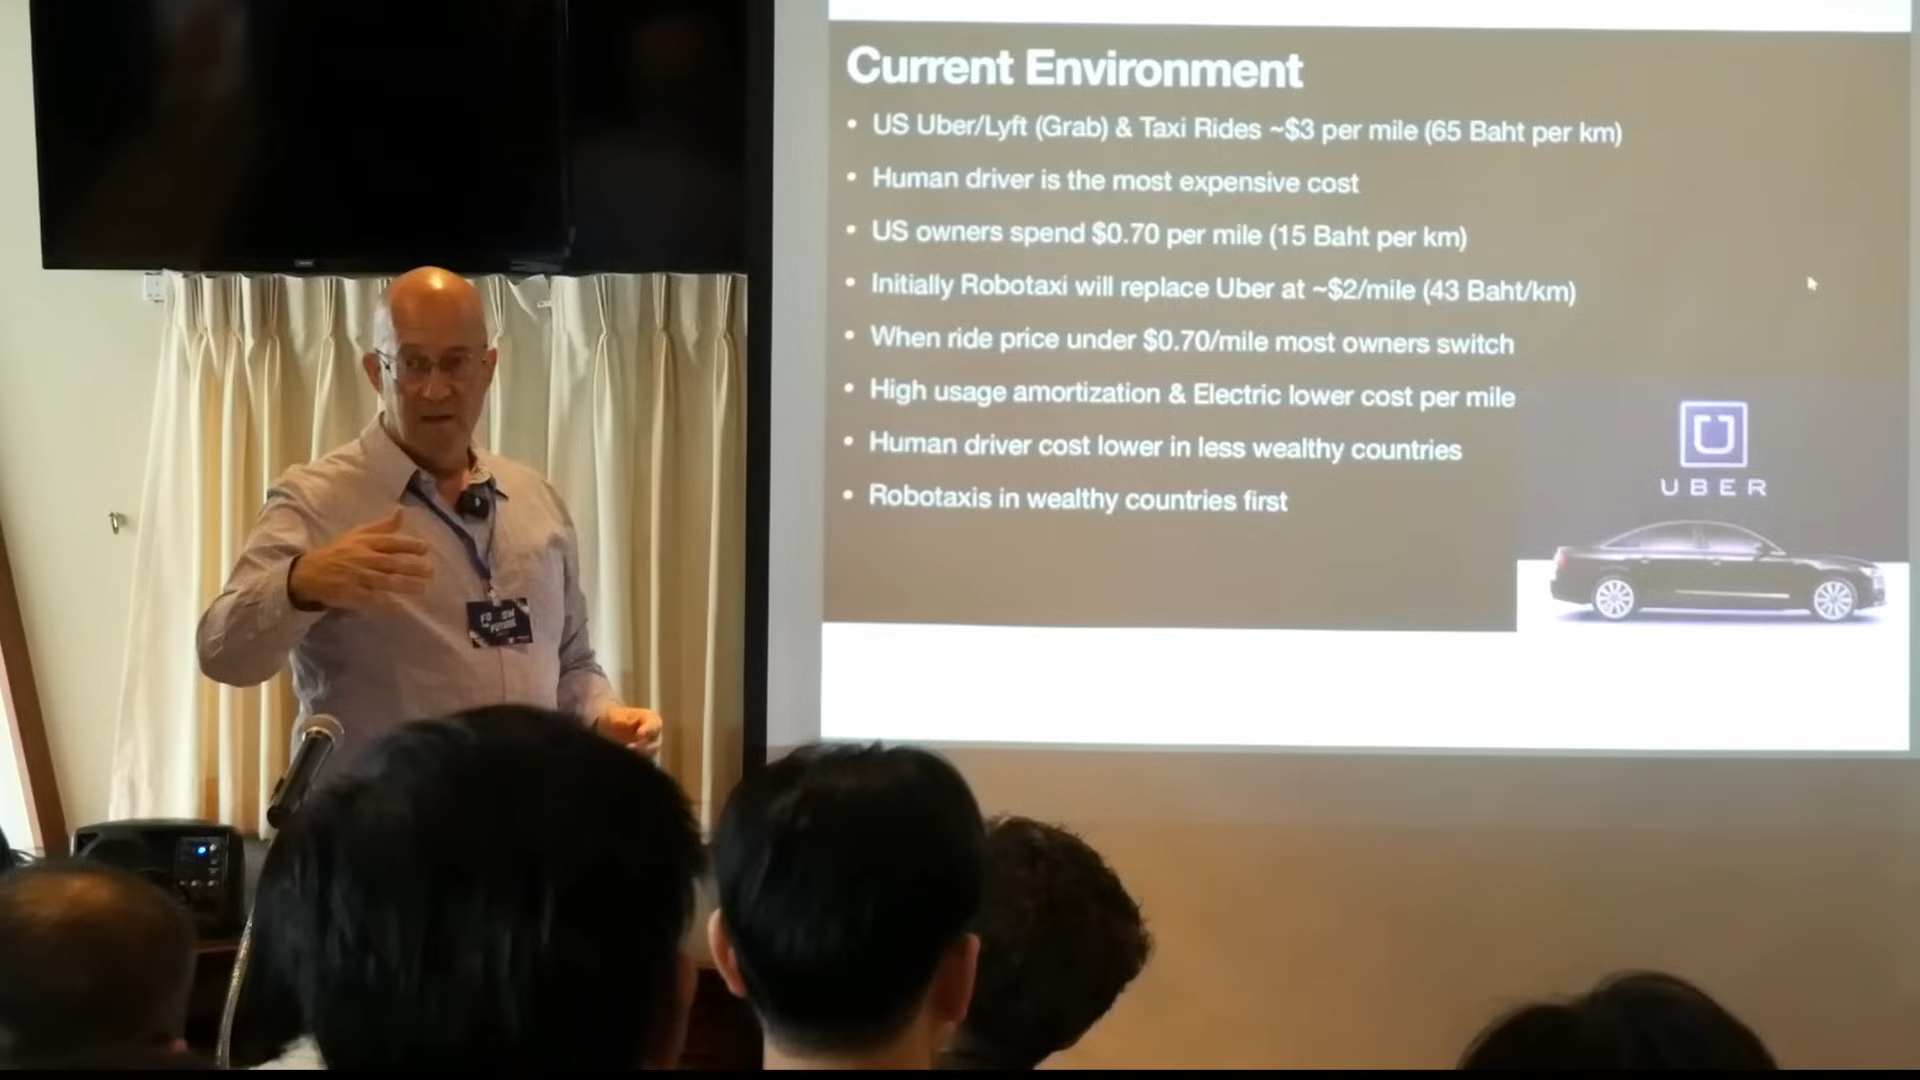 Current Environment
• US Uber/Lyft (Grab) & Taxi Rides ~$3 per mile (65 Baht per km)
• Human driver is the most expensive cost
• US owners spend $0.70 per mile (15 Baht per km)
• Initially Robotaxi will replace Uber at ~$2/mile (43 Baht/km)
• When ride price under $0.70/mile most owners switch
• High usage amortization & Electric lower cost per mile
• Human driver cost lower in less wealthy countries
• Robotaxis in wealthy countries first
UBER
FUTURE